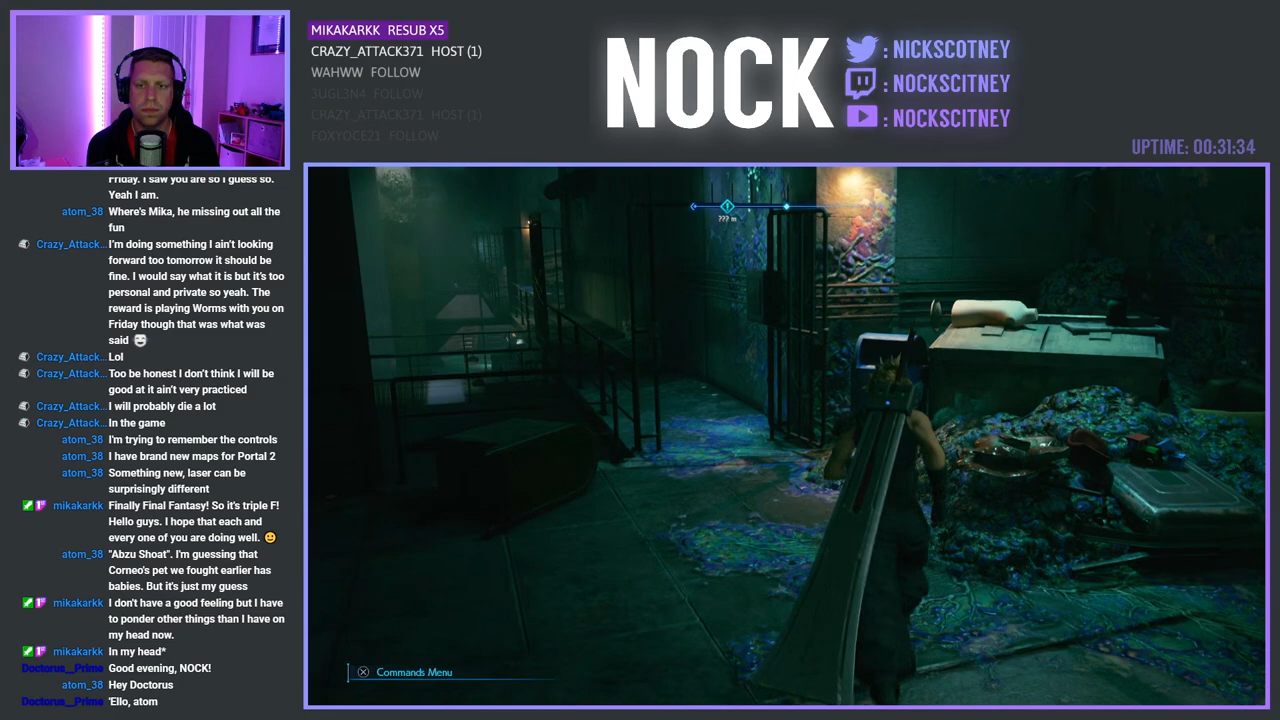 MIKAKARKK RESUB X5
CRAZY_ATTACK371 HOST (1)
WAHWW FOLLOW
3UGL3N4 FOLLOW
CRAZY_ATTACK371 HOST (1)
FOXYOCE21 FOLLOW
NOCK
: NICKSCOTNEY
: NOCKSCITNEY
: NOCKSCITNEY
UPTIME: 00:31:34
Friday. I saw you are so I guess so.
Yeah I am.
atom_38 Where's Mika, he missing out all the
fun
Crazy_Attack... I'm doing something I ain't looking
forward too tomorrow it should be
fine. I would say what it is but it's too
personal and private so yeah. The
reward is playing Worms with you on
Friday though that was what was
said
Crazy_Attack... Lol
Crazy_Attack... Too be honest I don't think I will be
good at it ain't very practiced
Crazy_Attack... I will probably die a lot
Crazy_Attack... In the game
atom_38 I'm trying to remember the controls
atom_38 I have brand new maps for Portal 2
atom_38 Something new, laser can be
surprisingly different
mikakarkk Finally Final Fantasy! So it's triple F!
Hello guys. I hope that each and
every one of you are doing well.
atom_38 "Abzu Shoat". I'm guessing that
Corneo's pet we fought earlier has
babies. But it's just my guess
mikakarkk I don't have a good feeling but I have
to ponder other things than I have on
my head now.
mikakarkk In my head*
Doctorus__Prime Good evening, NOCK!
atom_38 Hey Doctorus
Doctorus__Prime 'Ello, atom
??? m
Commands Menu